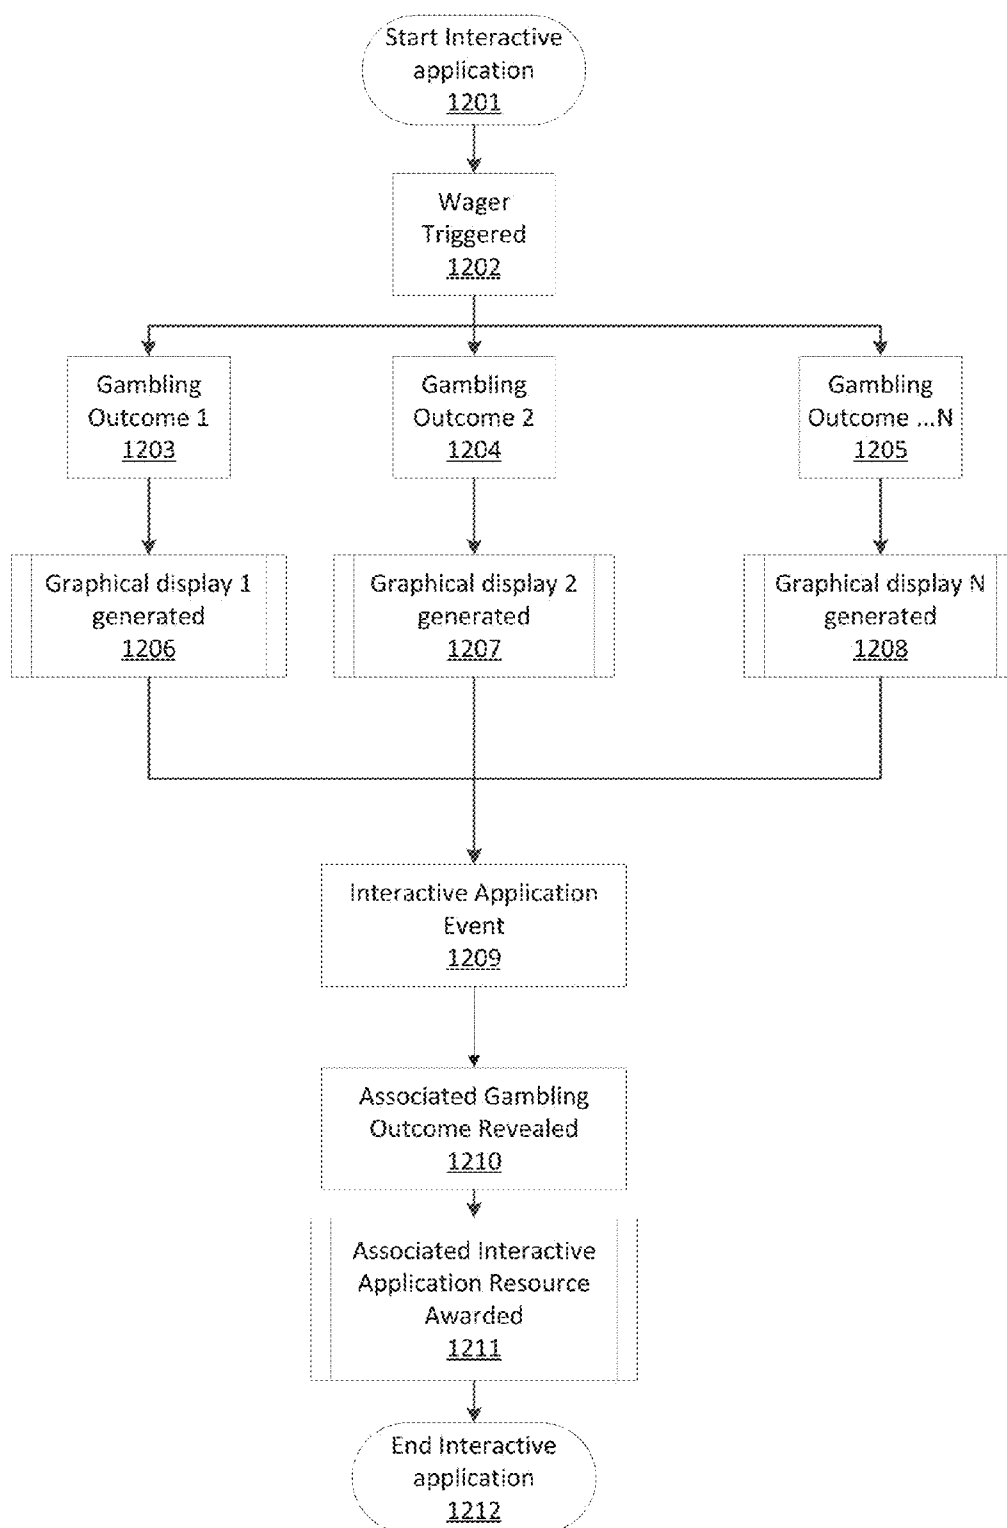 Start Interactive
application
1201
Wager
Triggered
1202
Gambling
Outcome 1
1203
Gambling
Outcome 2
1204
Gambling
Outcome ...N
1205
Graphical display 1
generated
1206
Graphical display 2
generated
1207
Graphical display N
generated
1208
Interactive Application
Event
1209
Associated Gambling
Outcome Revealed
1210
Associated Interactive
Application Resource
Awarded
1211
End Interactive
application
1212